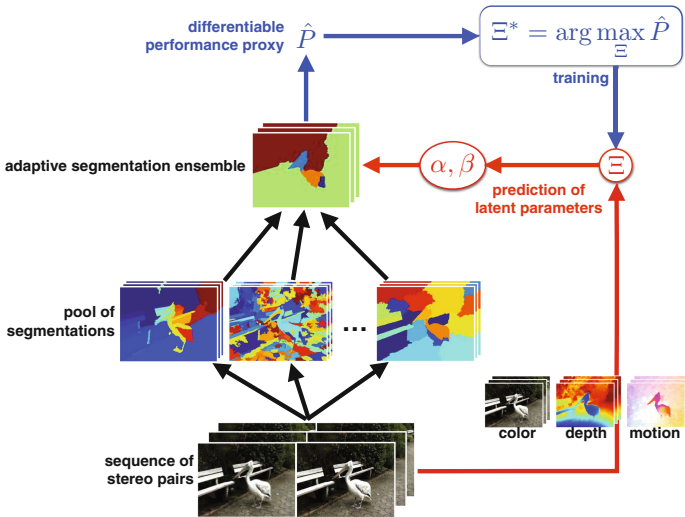 differentiable
performance proxy
P̂
Ξ* = arg max P̂
Ξ
training
adaptive segmentation ensemble
α, β
Ξ
prediction of
latent parameters
pool of
segmentations
...
color depth motion
sequence of
stereo pairs